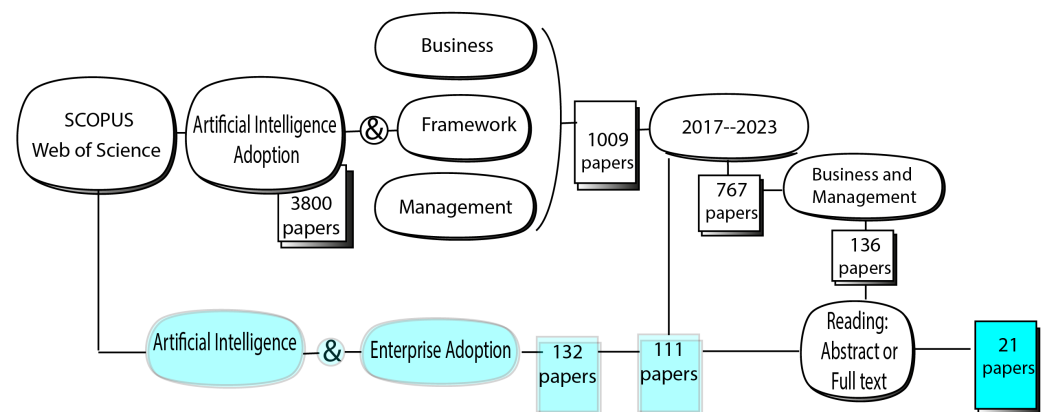 SCOPUS
Web of Science
Artificial Intelligence
Adoption
3800
papers
&
Business
Framework
Management
1009
papers
2017--2023
767
papers
Business and
Management
136
papers
Artificial Intelligence
&
Enterprise Adoption
132
papers
111
papers
Reading:
Abstract or
Full text
21
papers